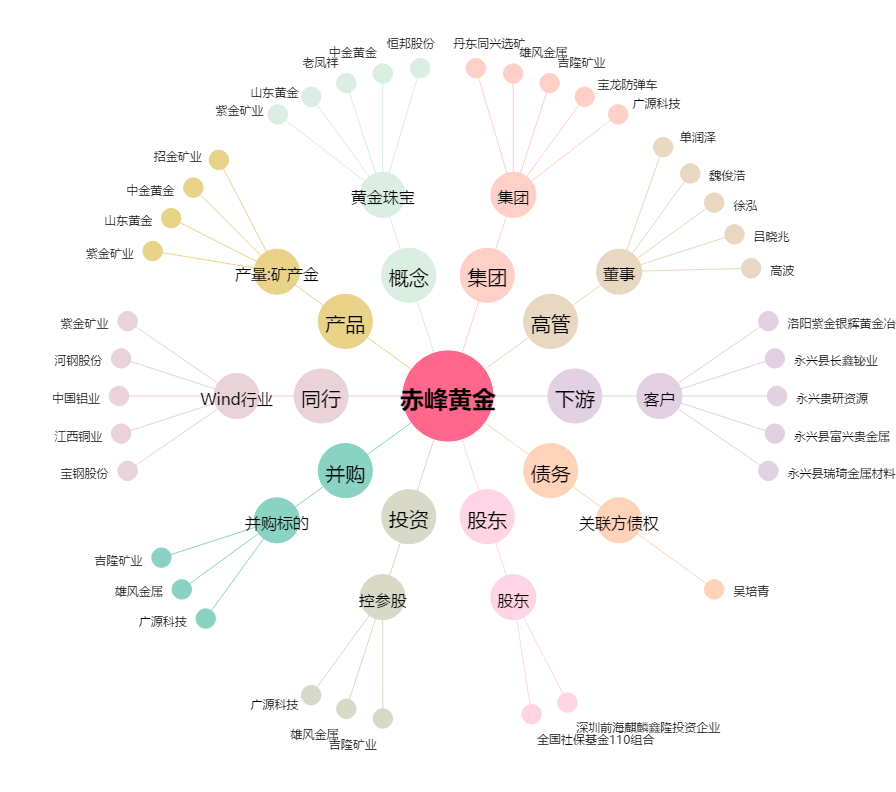 恒邦股份
丹东同兴选矿
中金黄金
雄风金属
老凤祥
吉隆矿业
山东黄金
宝龙防弹车
紫金矿业
广源科技
单润泽
招金矿业
魏俊浩
中金黄金
黄金珠宝
集团
徐泓
山东黄金
吕晓兆
紫金矿业
产量:矿产金
概念
集团
董事
高波
紫金矿业
产品
高管
洛阳紫金银辉黄金冶
河钢股份
永兴县长鑫铋业
中国铝业
Wind行业
同行
赤峰黄金
下游
客户
永兴贵研资源
江西铜业
永兴县富兴贵金属
宝钢股份
并购
债务
永兴县瑞琦金属材料
并购标的
投资
股东
关联方债权
吉隆矿业
雄风金属
控参股
股东
吴培青
广源科技
广源科技
雄风金属
深圳前海麒麟鑫隆投资企业
吉隆矿业
全国社保基金110组合